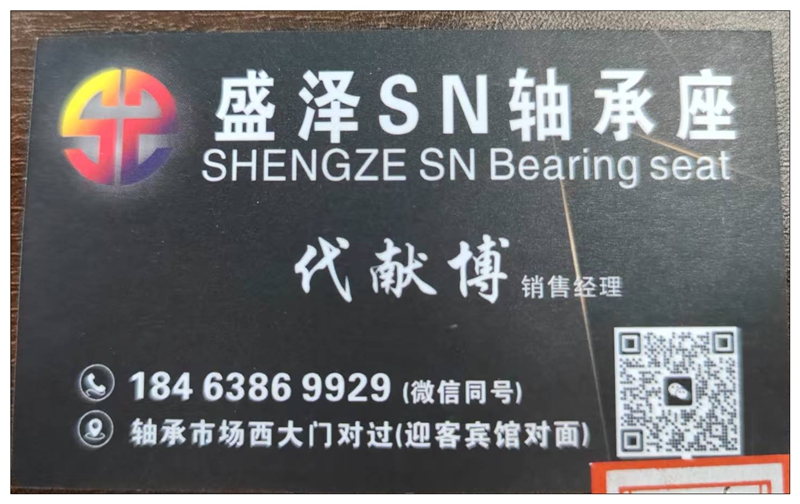 盛泽SN轴承座
SHENGZE SN Bearing seat
代献博 销售经理
184 6386 9929 (微信同号)
轴承市场西大门对过(迎客宾馆对面)